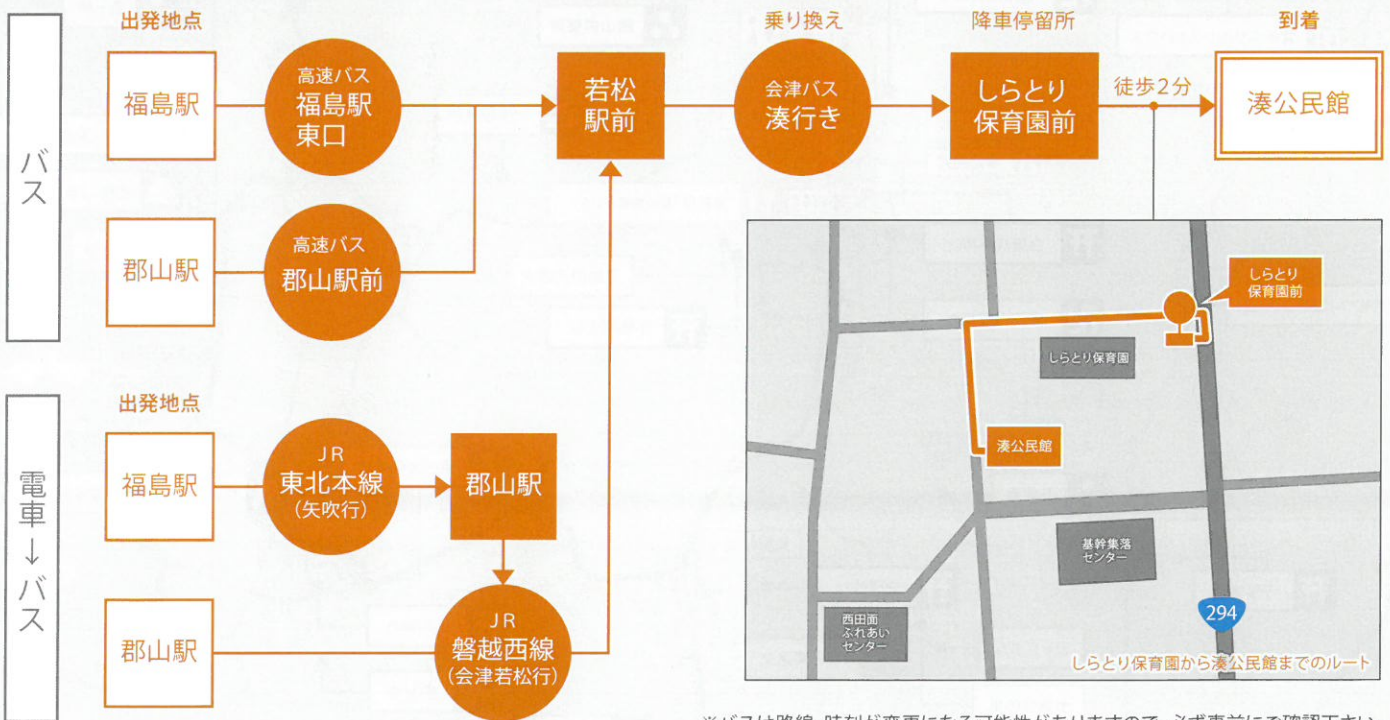 バス
出発地点
福島駅
高速バス
福島駅
東口
若松
駅前
乗り換え
会津バス
湊行き
降車停留所
しらとり
保育園前
徒歩2分
到着
湊公民館
郡山駅
高速バス
郡山駅前
電車→バス
出発地点
福島駅
JR
東北本線
(矢吹行)
郡山駅
郡山駅
JR
磐越西線
(会津若松行)
しらとり
保育園前
しらとり保育園
湊公民館
基幹集落
センター
西田面
ふれあい
センター
294
しらとり保育園から湊公民館までのルート